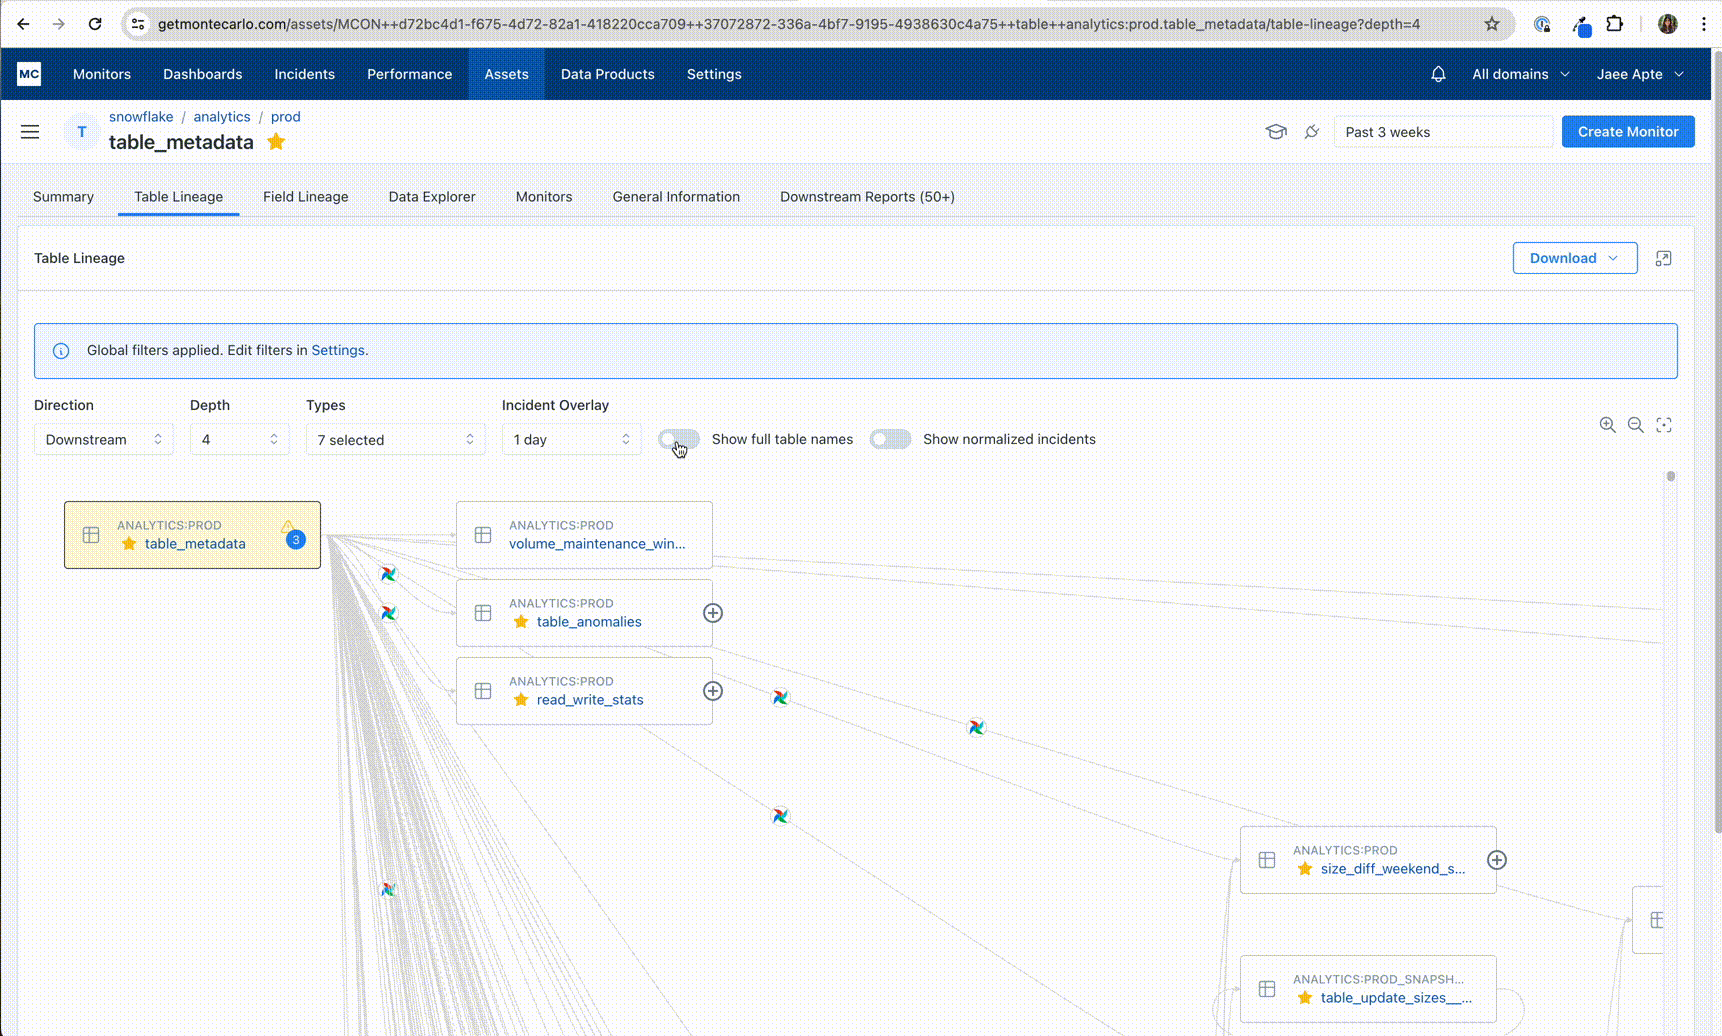 getmontecarlo.com/assets/MCON++d72bc4d1-f675-4d72-82a1-418220cca709++37072872-336a-4bf7-9195-4938630c4a75++table++analytics:prod.table_metadata/table-lineage?depth=4
MC Monitors Dashboards Incidents Performance Assets Data Products Settings All domains Jaee Apte
snowflake / analytics / prod
T table_metadata Past 3 weeks Create Monitor
Summary Table Lineage Field Lineage Data Explorer Monitors General Information Downstream Reports (50+)
Table Lineage Download
Global filters applied. Edit filters in Settings.
Direction Depth Types Incident Overlay
Downstream 4 7 selected 1 day Show full table names Show normalized incidents
ANALYTICS:PROD
table_metadata 3
ANALYTICS:PROD
volume_maintenance_win...
ANALYTICS:PROD
table_anomalies
ANALYTICS:PROD
read_write_stats
ANALYTICS:PROD
size_diff_weekend_s...
ANALYTICS:PROD_SNAPSH...
table_update_sizes__...